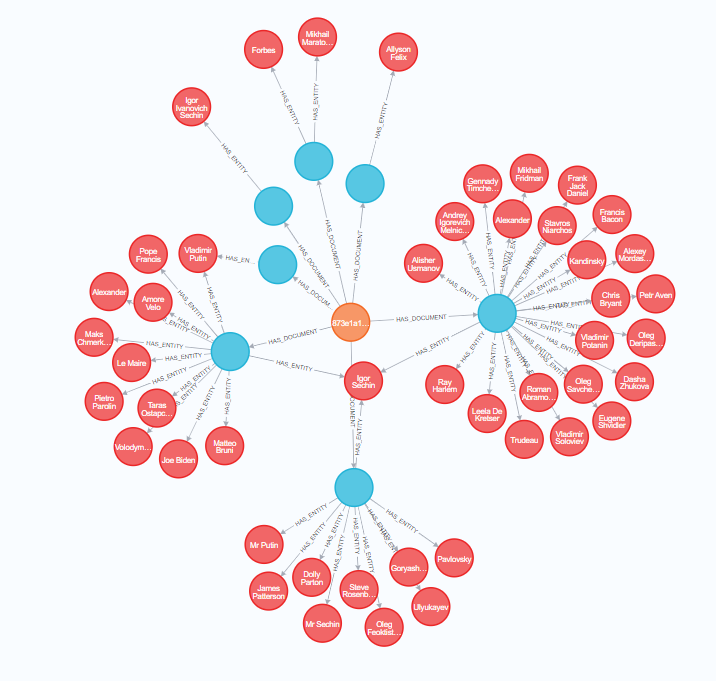 Forbes
Mikhail
Marato...
Allyson
Felix
Igor
Ivanovich
Sechin
HAS_ENTITY
HAS_ENTITY
HAS_ENTITY
HAS_ENTITY
Gennady
Timche...
Mikhail
Fridman
Frank
Jack
Daniel
Andrey
Igorevich
Melnic...
Alexander
Stavros
Niarchos
Francis
Bacon
Alisher
Usmanov
Kandinsky
Alexey
Mordas...
Pope
Francis
Vladimir
Putin
HAS_EN...
HAS_DOCUM...
HAS_DOCUMENT
HAS_DOCUMENT
HAS_DOCUMENT
Alexander
Amore
Velo
Chris
Bryant
Petr Aven
873e1a1...
HAS_DOCUMENT
HAS_DOCUMENT
Maks
Chmerk...
Le Maire
Vladimir
Potanin
Oleg
Deripas...
HAS_ENTITY
HAS_ENTITY
Igor
Sechin
Pietro
Parolin
Taras
Ostapc...
Ray
Harlem
Roman
Abramo...
Oleg
Savche...
Dasha
Zhukova
Leela De
Kretser
Eugene
Shvidler
Volodym...
Joe Biden
Matteo
Bruni
Trudeau
Vladimir
Soloviev
HAS_ENTITY
HAS_ENTITY
HAS_ENTITY
HAS_ENTITY
Mr Putin
James
Patterson
Dolly
Parton
Steve
Rosenb...
Goryash...
Pavlovsky
Mr Sechin
Oleg
Feoklist...
Ulyukayev